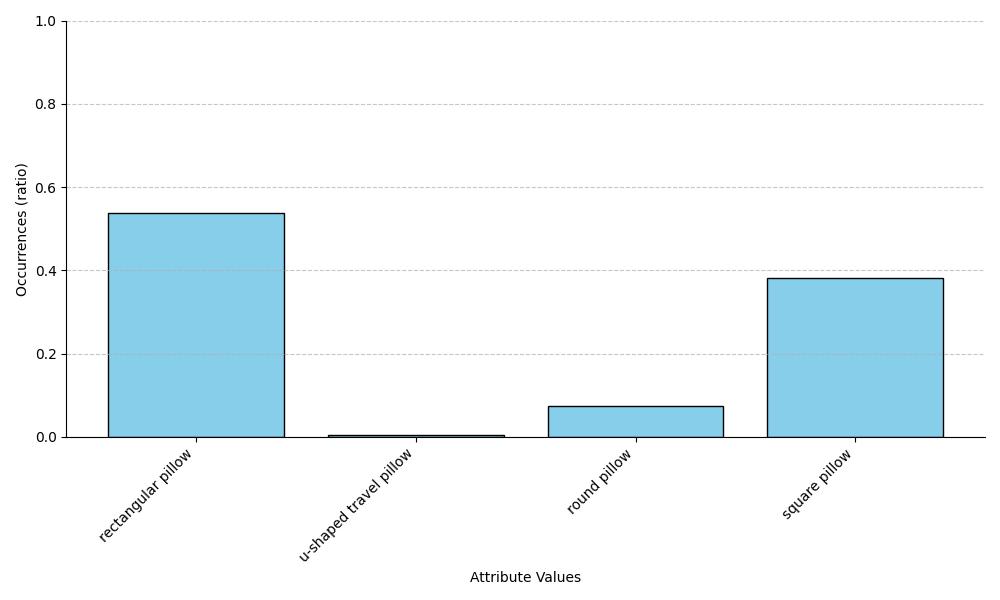 1.0
0.8
0.6
0.4
0.2
0.0
Occurrences (ratio)
rectangular pillow
u-shaped travel pillow
round pillow
square pillow
Attribute Values